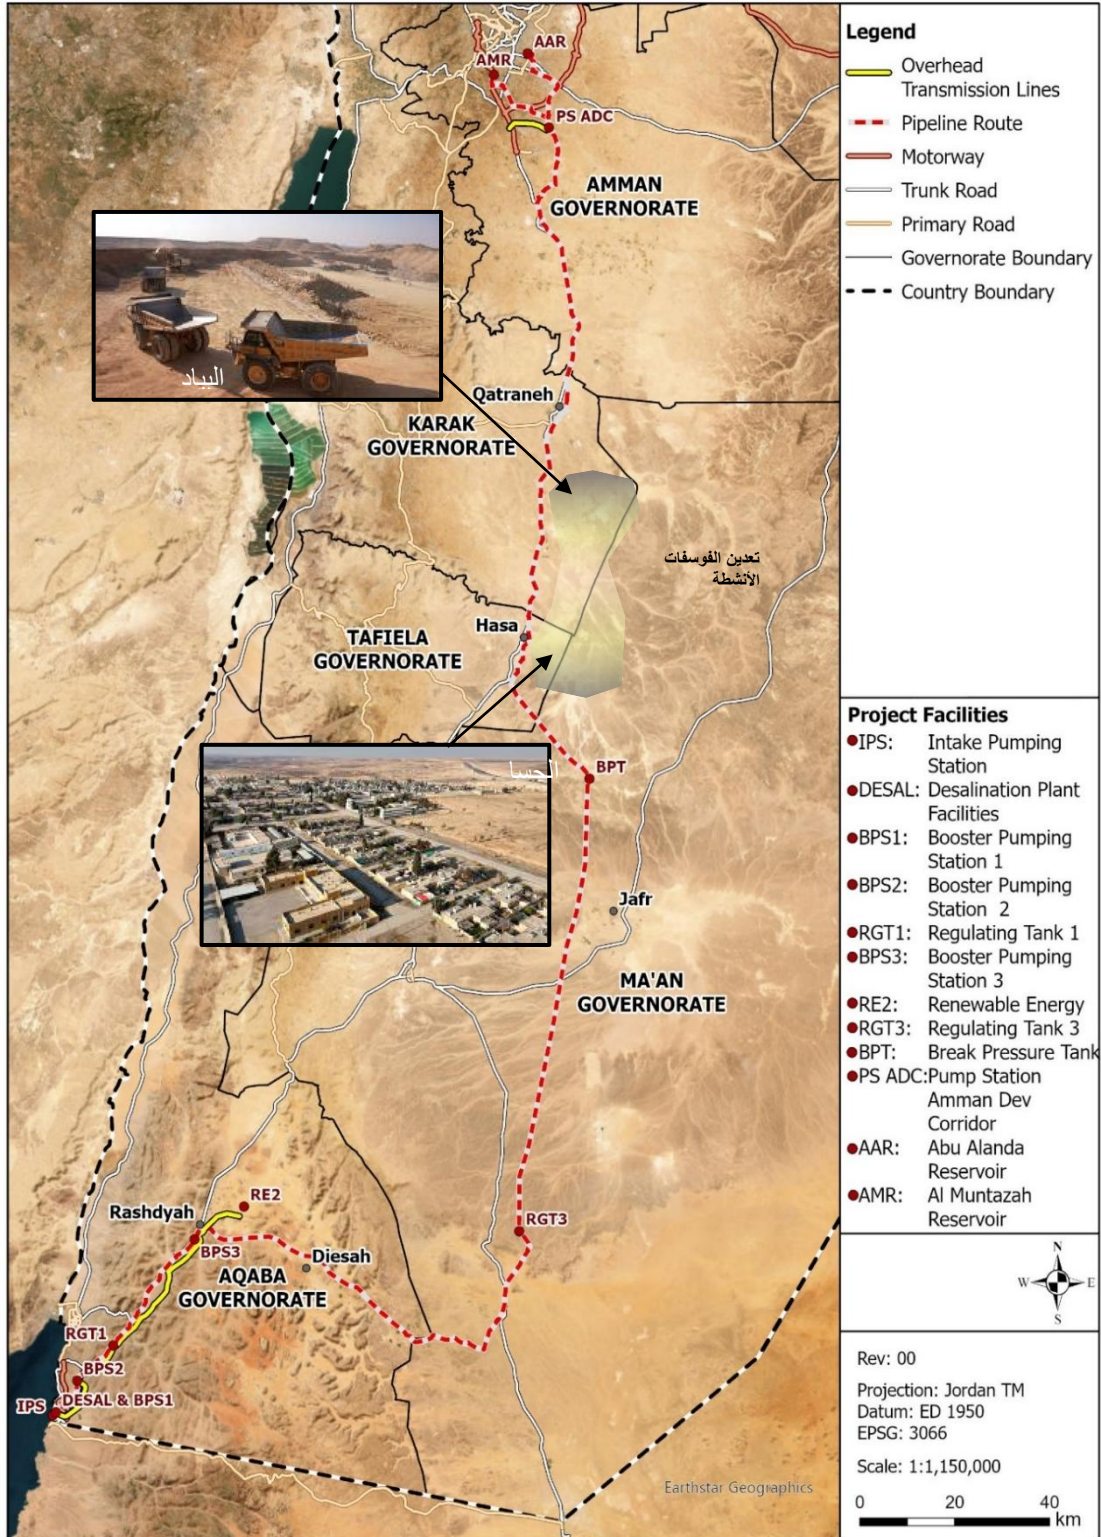 AAR
AMR
PS ADC
AMMAN
GOVERNORATE
البياد
Qatraneh
KARAK
GOVERNORATE
تعدين الفوسفات
الأنشطة
Hasa
TAFIELA
GOVERNORATE
الحسا
BPT
Jafr
MA'AN
GOVERNORATE
RE2
Rashdyah
BPS3
RGT3
Diesah
AQABA
GOVERNORATE
RGT1
BPS2
DESAL & BPS1
IPS
Earthstar Geographics
Legend
Overhead
Transmission Lines
Pipeline Route
Motorway
Trunk Road
Primary Road
Governorate Boundary
Country Boundary
Project Facilities
IPS: Intake Pumping
Station
DESAL: Desalination Plant
Facilities
BPS1: Booster Pumping
Station 1
BPS2: Booster Pumping
Station 2
RGT1: Regulating Tank 1
BPS3: Booster Pumping
Station 3
RE2: Renewable Energy
RGT3: Regulating Tank 3
BPT: Break Pressure Tank
PS ADC: Pump Station
Amman Dev
Corridor
AAR: Abu Alanda
Reservoir
AMR: Al Muntazah
Reservoir
N
W E
S
Rev: 00
Projection: Jordan TM
Datum: ED 1950
EPSG: 3066
Scale: 1:1,150,000
0 20 40
km